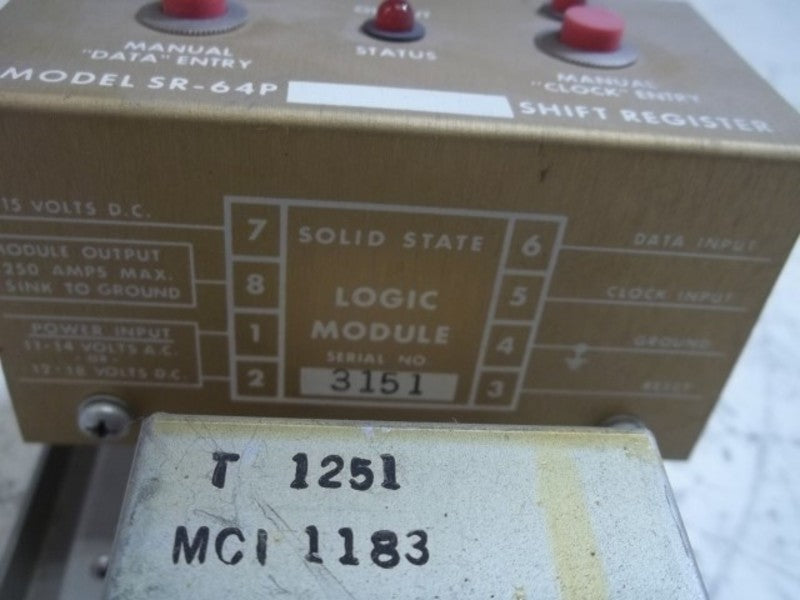 MANUAL
"DATA" ENTRY
STATUS
MANUAL
"CLOCK" ENTRY
MODEL SR-64P
SHIFT REGISTER
15 VOLTS D.C.
7
MODULE OUTPUT
250 AMPS MAX.
SINK TO GROUND
8
POWER INPUT
11-14 VOLTS A.C.
-OR-
12-18 VOLTS D.C.
1
2
SOLID STATE
LOGIC
MODULE
SERIAL NO
3151
6
DATA INPUT
5
CLOCK INPUT
4
GROUND
3
RESET
T 1251
MCI 1183